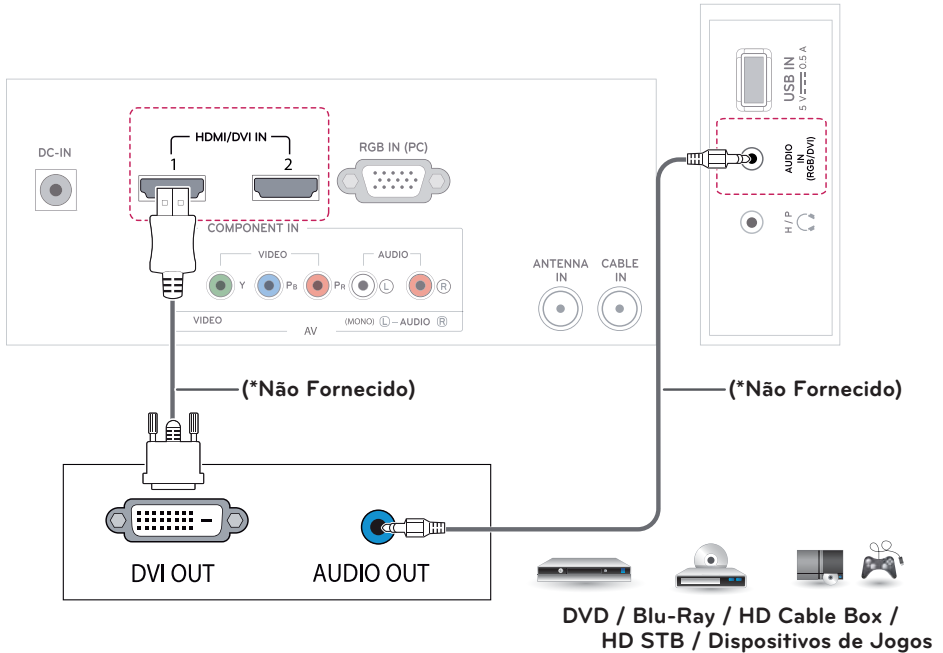 HDMI/DVI IN
1 2
DC-IN
RGB IN (PC)
COMPONENT IN
VIDEO AUDIO
Y PB PR L R
VIDEO
AV
(MONO) L – AUDIO R
ANTENNA
IN
CABLE
IN
USB IN
5 V 0.5 A
AUDIO
IN
(RGB/DVI)
H / P
(*Não Fornecido)
(*Não Fornecido)
DVI OUT
AUDIO OUT
DVD / Blu-Ray / HD Cable Box /
HD STB / Dispositivos de Jogos